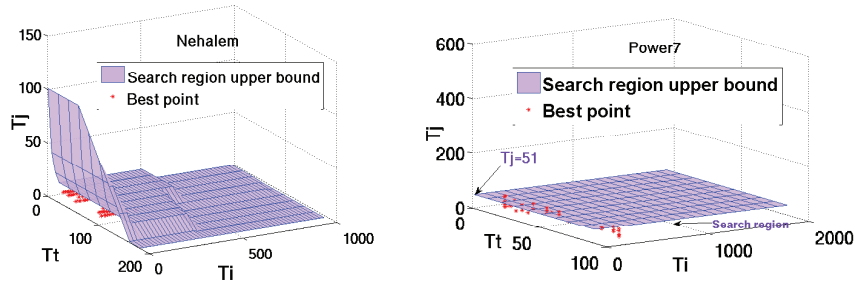 Nehalem
Search region upper bound
Best point
150
100
50
0
Tj
0
100
200
Tt
0
500
1000
Ti
Power7
Search region upper bound
Best point
600
400
200
0
Tj
Tj=51
0
50
100
Tt
0
1000
2000
Ti
Search region